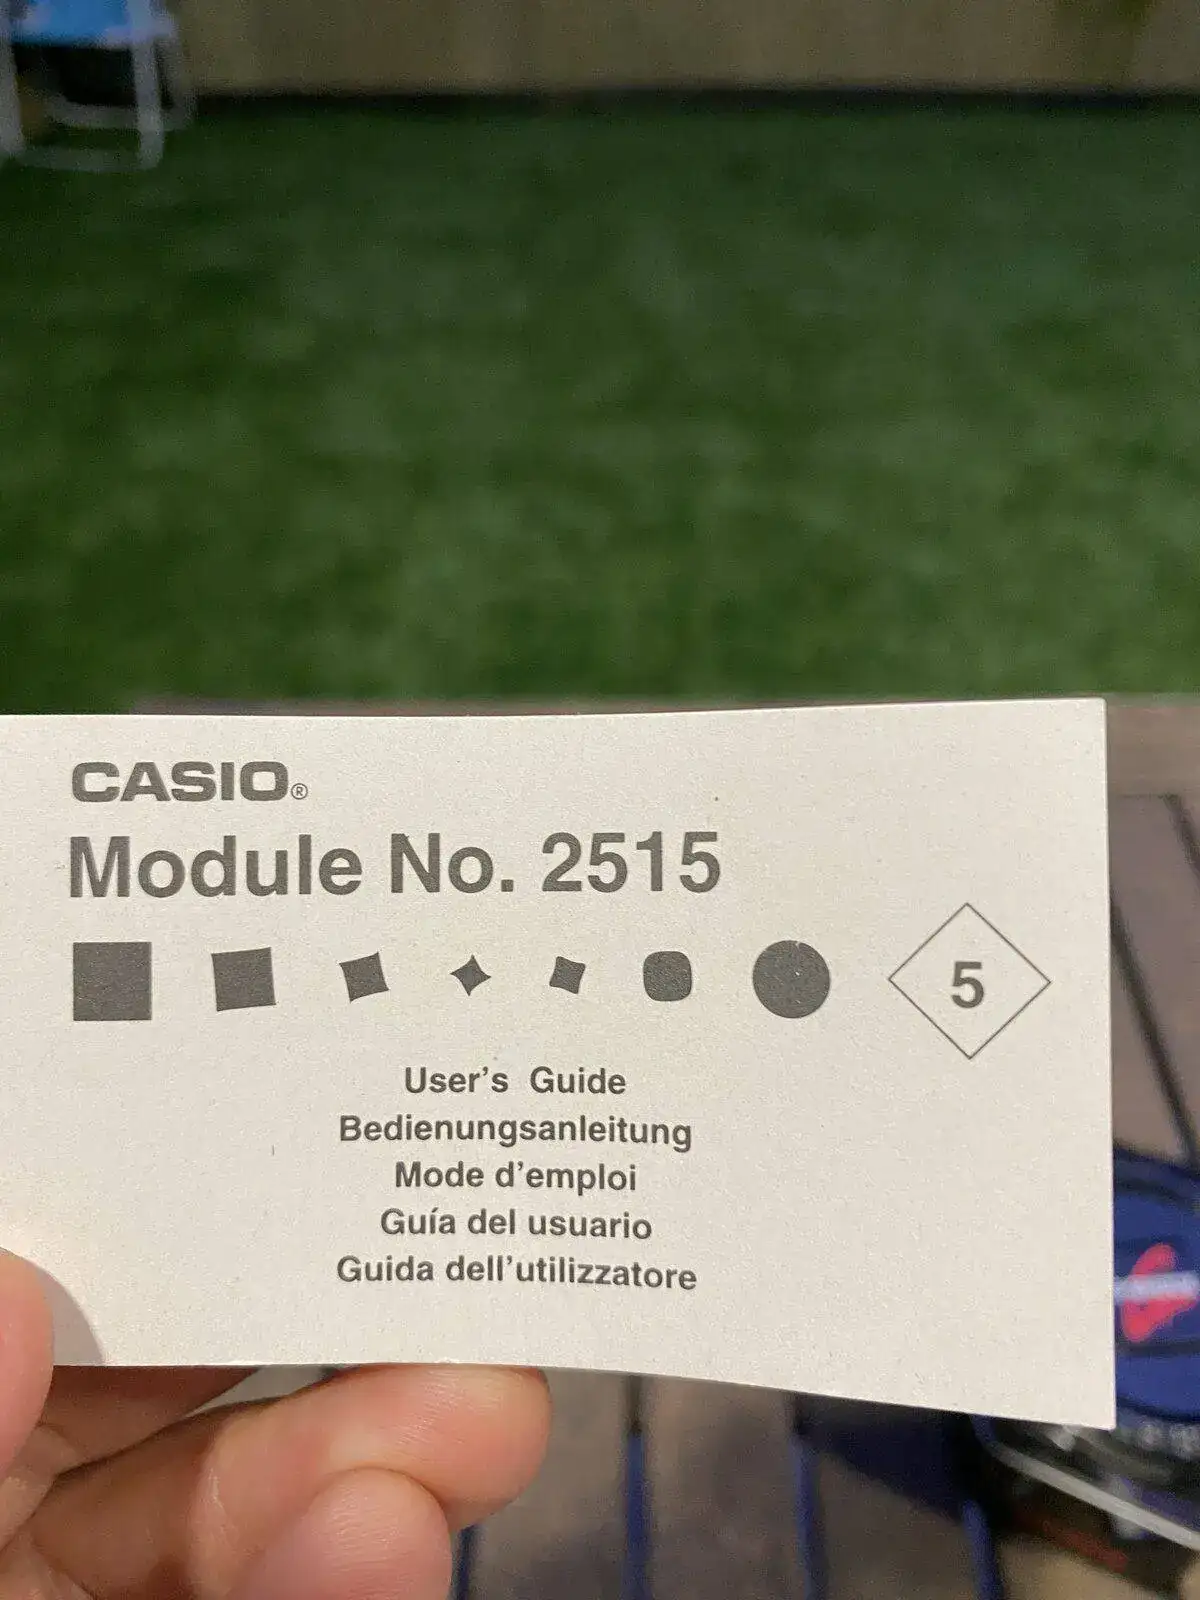 CASIO®
Module No. 2515
5
User's Guide
Bedienungsanleitung
Mode d'emploi
Guía del usuario
Guida dell'utilizzatore